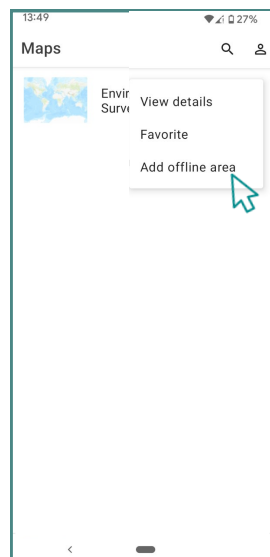 13:49
27%
Maps
Envir
Surve
View details
Favorite
Add offline area